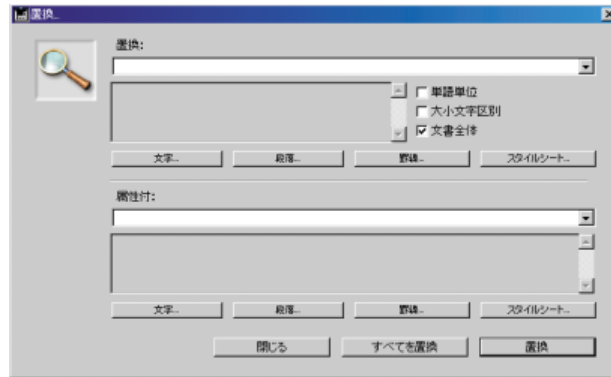 置換...
置換:
単語単位
大小文字区別
文書全体
文字... 段落... 罫線... スタイルシート...
属性付:
文字... 段落... 罫線... スタイルシート...
閉じる すべてを置換 置換